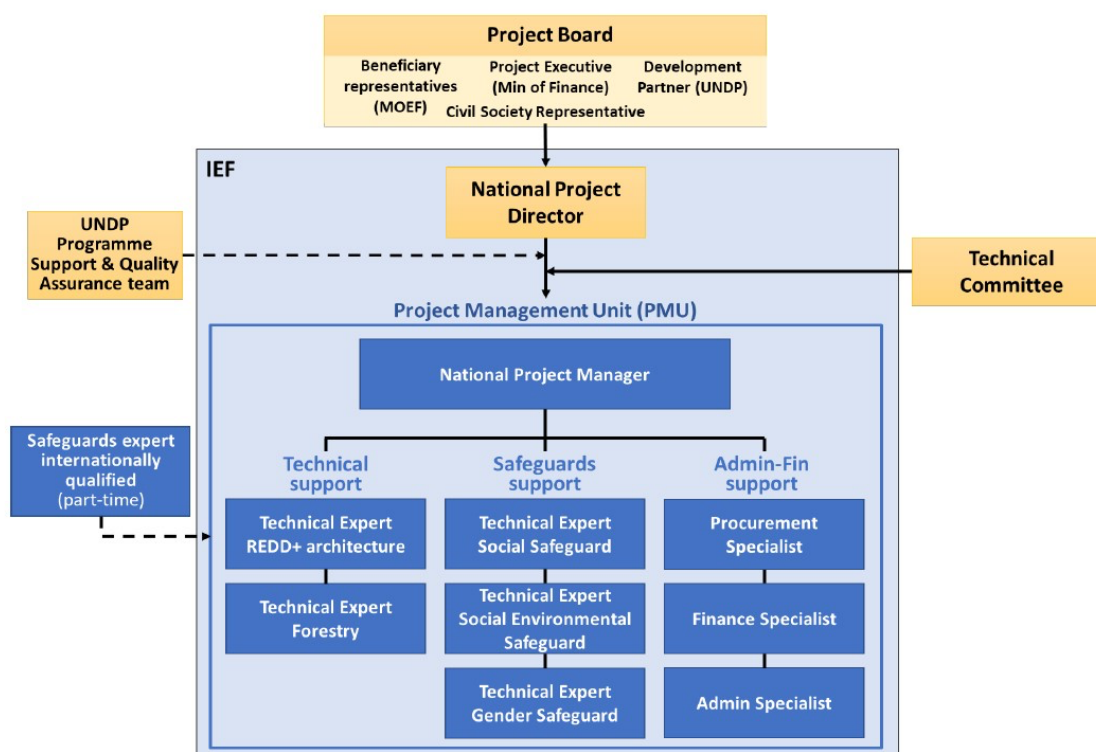 Project Board
Beneficiary
representatives
(MOEF)
Project Executive
(Min of Finance)
Development
Partner (UNDP)
Civil Society Representative
IEF
National Project
Director
UNDP
Programme
Support & Quality
Assurance team
Technical
Committee
Project Management Unit (PMU)
National Project Manager
Safeguards expert
internationally
qualified
(part-time)
Technical
support
Safeguards
support
Admin-Fin
support
Technical Expert
REDD+ architecture
Technical Expert
Social Safeguard
Procurement
Specialist
Technical Expert
Forestry
Technical Expert
Social Environmental
Safeguard
Finance Specialist
Technical Expert
Gender Safeguard
Admin Specialist